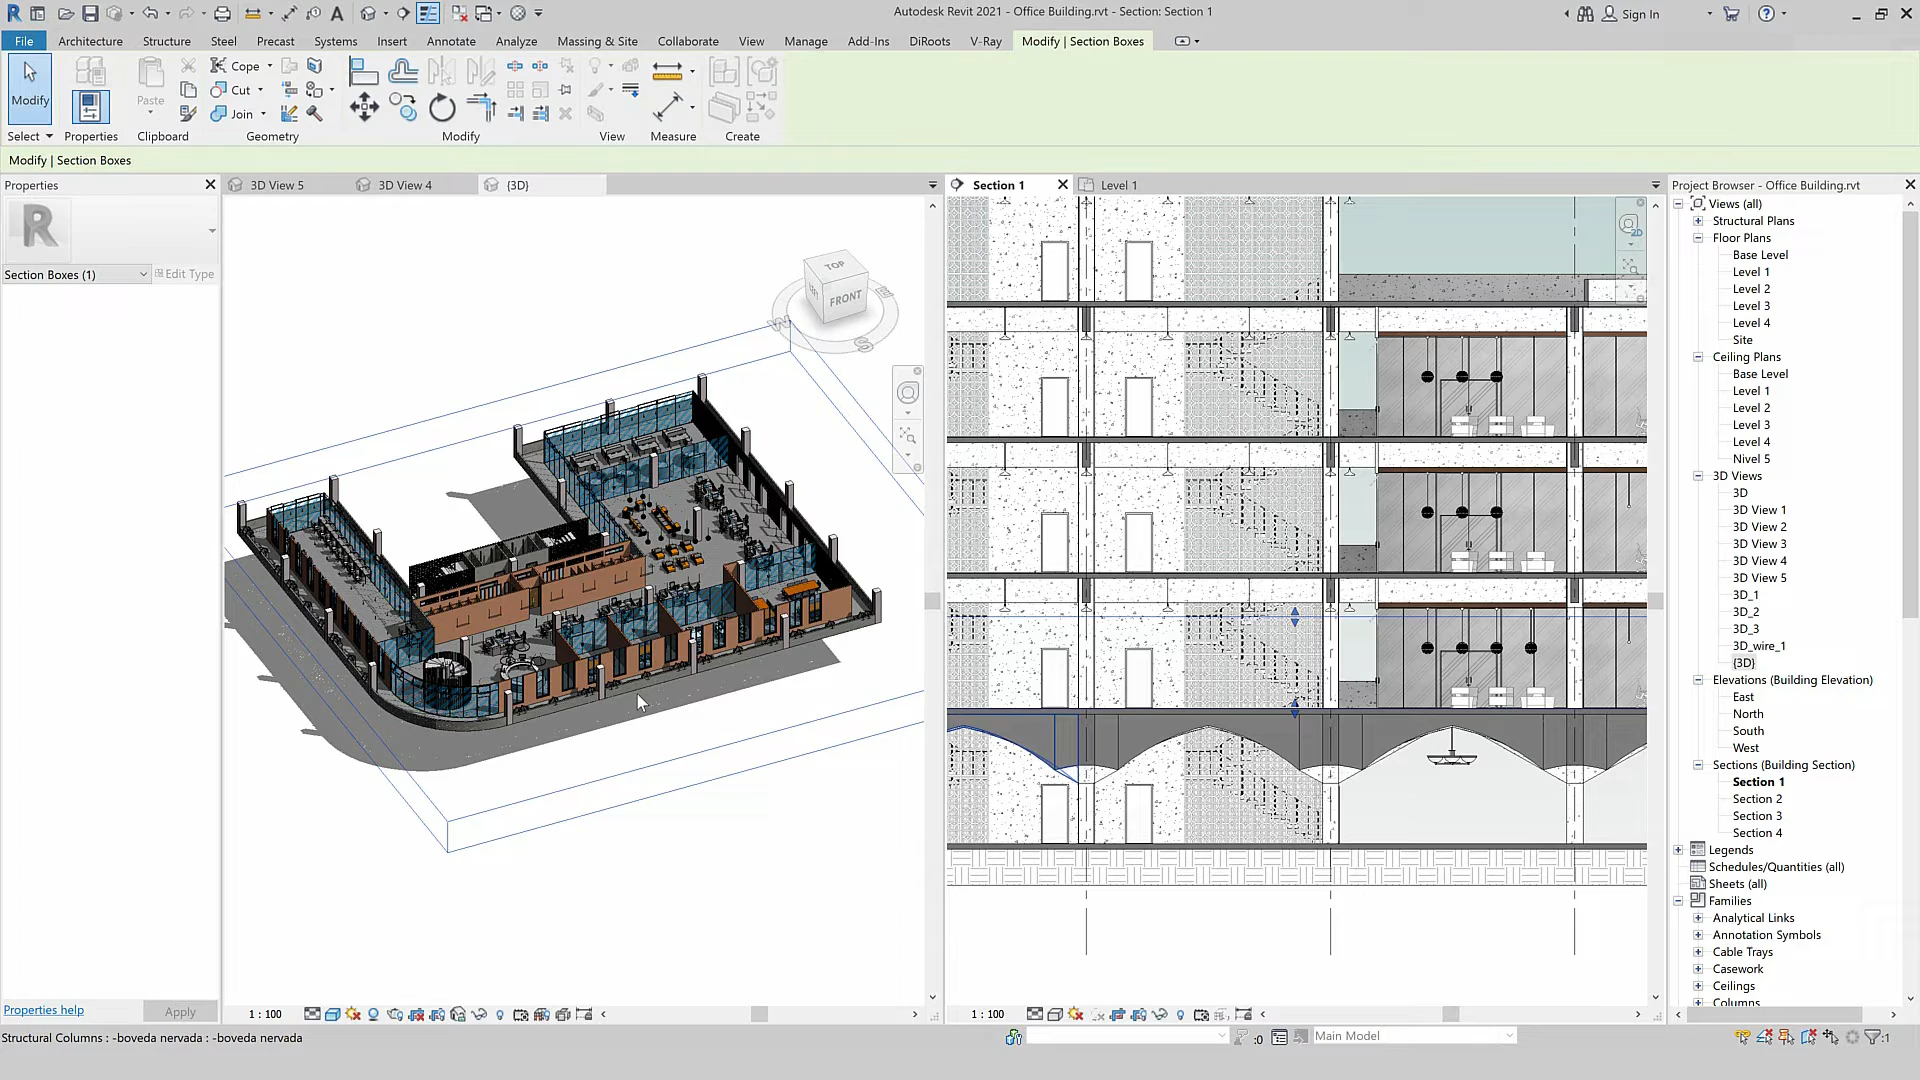 Autodesk Revit 2021 - Office Building.rvt - Section: Section 1
Sign In
File
Architecture
Structure
Steel
Precast
Systems
Insert
Annotate
Analyze
Massing & Site
Collaborate
View
Manage
Add-Ins
DiRoots
V-Ray
Modify | Section Boxes
Modify
Paste
Cope
Cut
Join
Select
Properties
Clipboard
Geometry
Modify
View
Measure
Create
Modify | Section Boxes
Properties
R
Section Boxes (1)
Edit Type
Properties help
Apply
3D View 5
3D View 4
{3D}
TOP
FRONT
W
S
E
1 : 100
Section 1
Level 1
2D
1 : 100
Project Browser - Office Building.rvt
Views (all)
Structural Plans
Floor Plans
Base Level
Level 1
Level 2
Level 3
Level 4
Site
Ceiling Plans
Base Level
Level 1
Level 2
Level 3
Level 4
Nivel 5
3D Views
3D
3D View 1
3D View 2
3D View 3
3D View 4
3D View 5
3D_1
3D_2
3D_3
3D_wire_1
{3D}
Elevations (Building Elevation)
East
North
South
West
Sections (Building Section)
Section 1
Section 2
Section 3
Section 4
Legends
Schedules/Quantities (all)
Sheets (all)
Families
Analytical Links
Annotation Symbols
Cable Trays
Casework
Ceilings
Columns
Structural Columns : -boveda nervada : -boveda nervada
:0
Main Model
:1